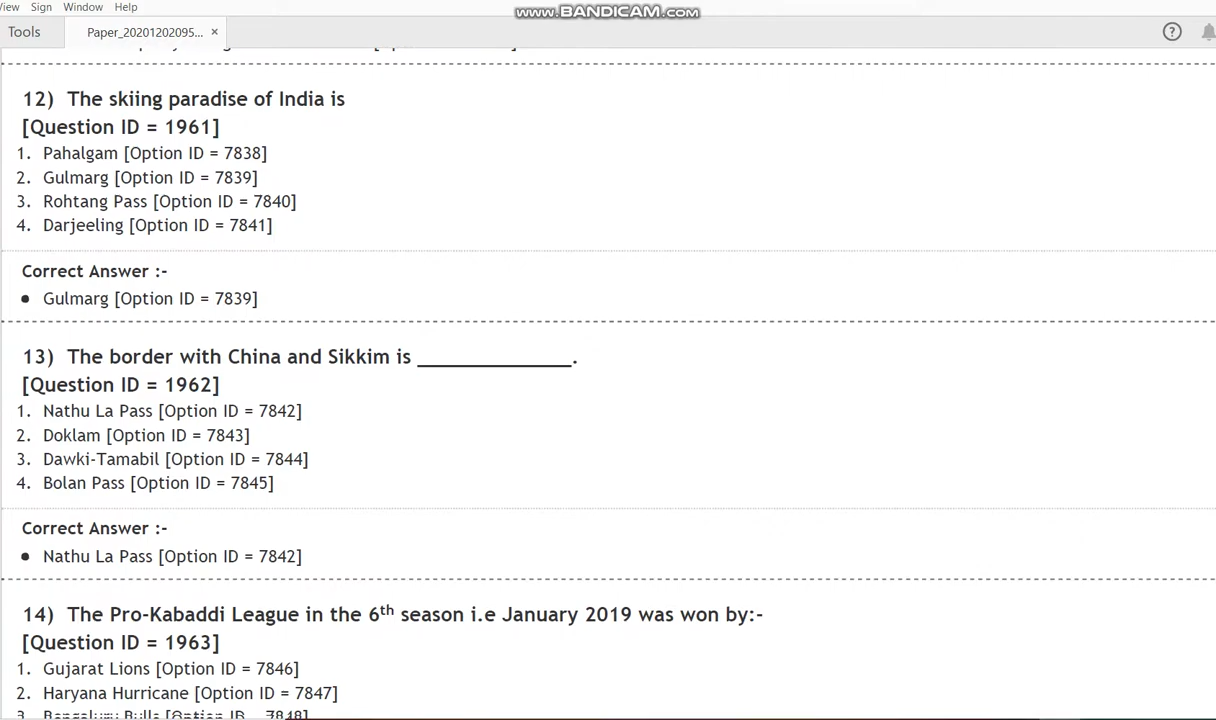 View Sign Window Help
www.BANDICAM.com
Tools Paper_20201202095... ×
12) The skiing paradise of India is
[Question ID = 1961]
1. Pahalgam [Option ID = 7838]
2. Gulmarg [Option ID = 7839]
3. Rohtang Pass [Option ID = 7840]
4. Darjeeling [Option ID = 7841]
Correct Answer :-
• Gulmarg [Option ID = 7839]
13) The border with China and Sikkim is _______________.
[Question ID = 1962]
1. Nathu La Pass [Option ID = 7842]
2. Doklam [Option ID = 7843]
3. Dawki-Tamabil [Option ID = 7844]
4. Bolan Pass [Option ID = 7845]
Correct Answer :-
• Nathu La Pass [Option ID = 7842]
14) The Pro-Kabaddi League in the 6th season i.e January 2019 was won by:-
[Question ID = 1963]
1. Gujarat Lions [Option ID = 7846]
2. Haryana Hurricane [Option ID = 7847]
3. Bengaluru Bulls [Option ID = 7848]